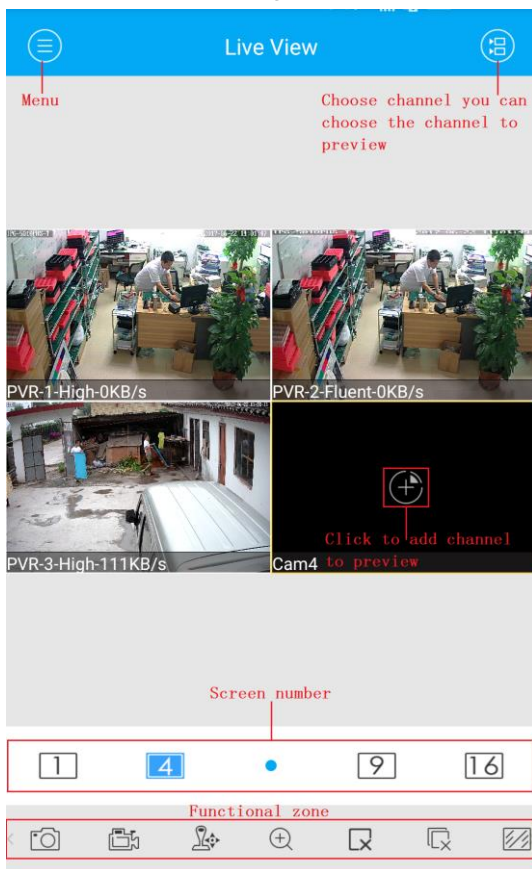 Live View
Menu
Choose channel you can
choose the channel to
preview
PVR-1-High-0KB/s
PVR-2-Fluent-0KB/s
PVR-3-High-111KB/s
Click to add channel
to preview
Cam4
Screen number
1
4
9
16
Functional zone